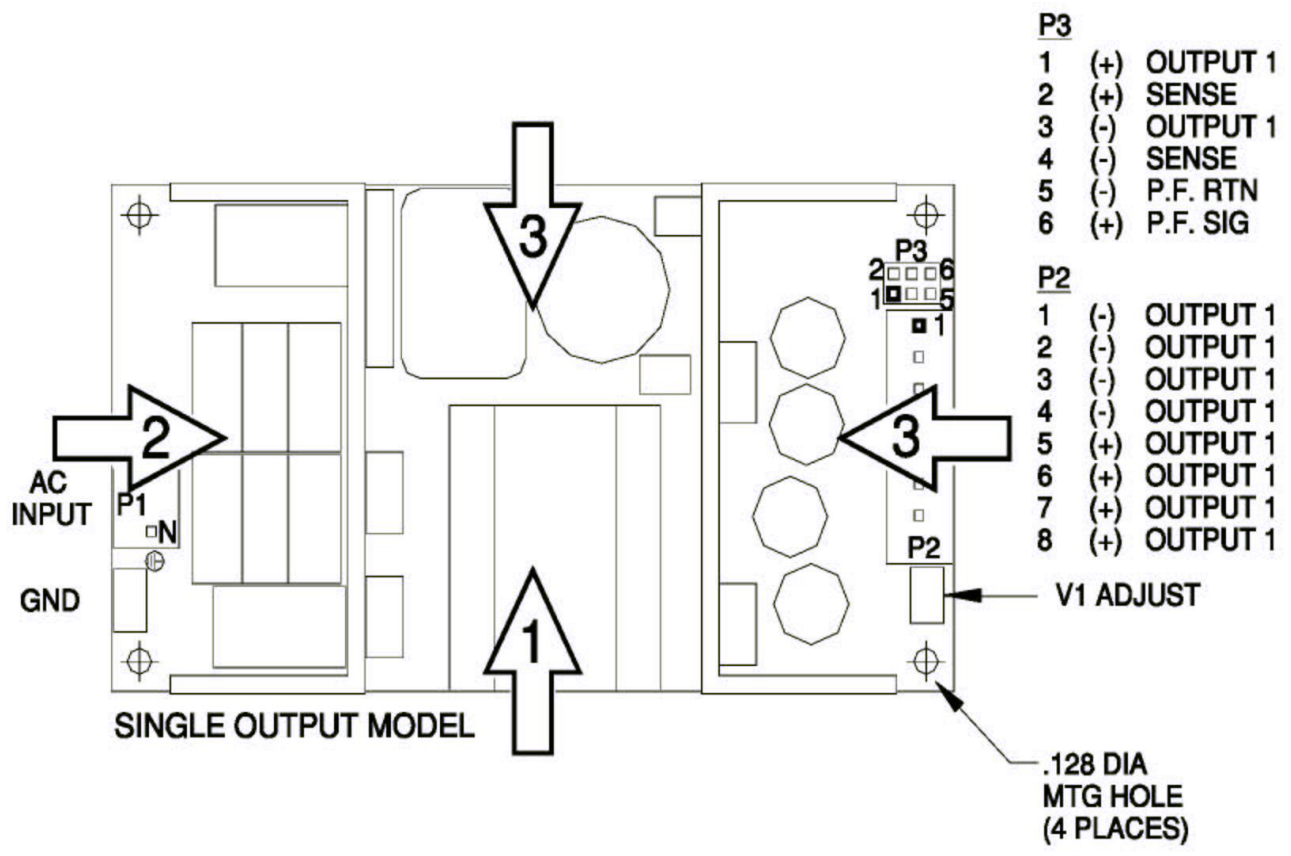 P3
1 (+) OUTPUT 1
2 (+) SENSE
3 (-) OUTPUT 1
4 (-) SENSE
5 (-) P.F. RTN
6 (+) P.F. SIG
P2
1 (-) OUTPUT 1
2 (-) OUTPUT 1
3 (-) OUTPUT 1
4 (-) OUTPUT 1
5 (+) OUTPUT 1
6 (+) OUTPUT 1
7 (+) OUTPUT 1
8 (+) OUTPUT 1
3
P3
2 6
1 5
1
2
3
AC
INPUT
P1
N
P2
GND
V1 ADJUST
1
SINGLE OUTPUT MODEL
.128 DIA
MTG HOLE
(4 PLACES)